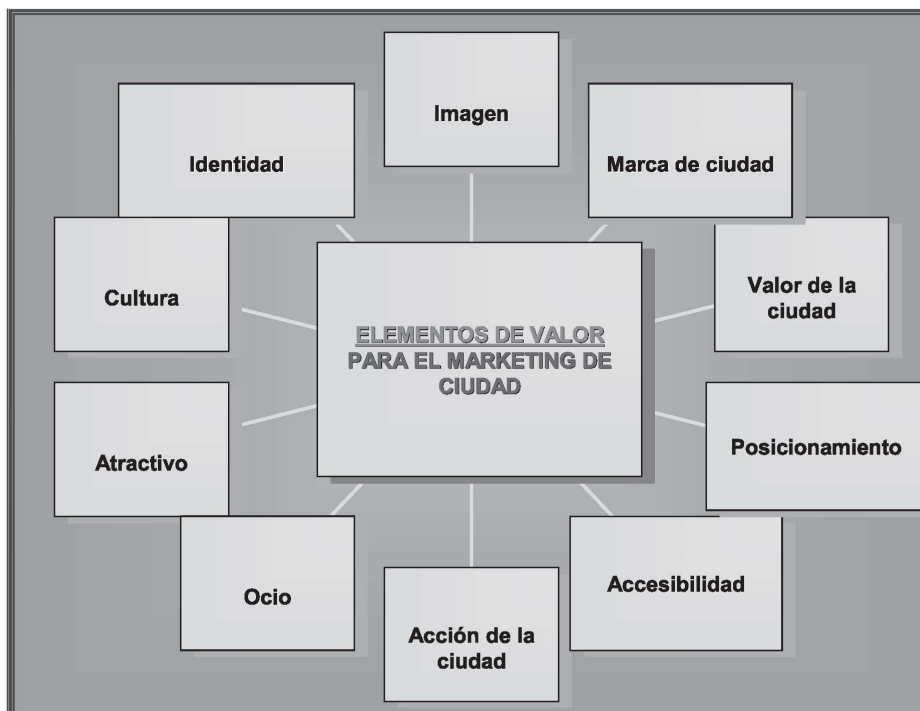 Imagen
Identidad
Marca de ciudad
Cultura
Valor de la
ciudad
ELEMENTOS DE VALOR
PARA EL MARKETING DE
CIUDAD
Atractivo
Posicionamiento
Ocio
Accesibilidad
Acción de la
ciudad